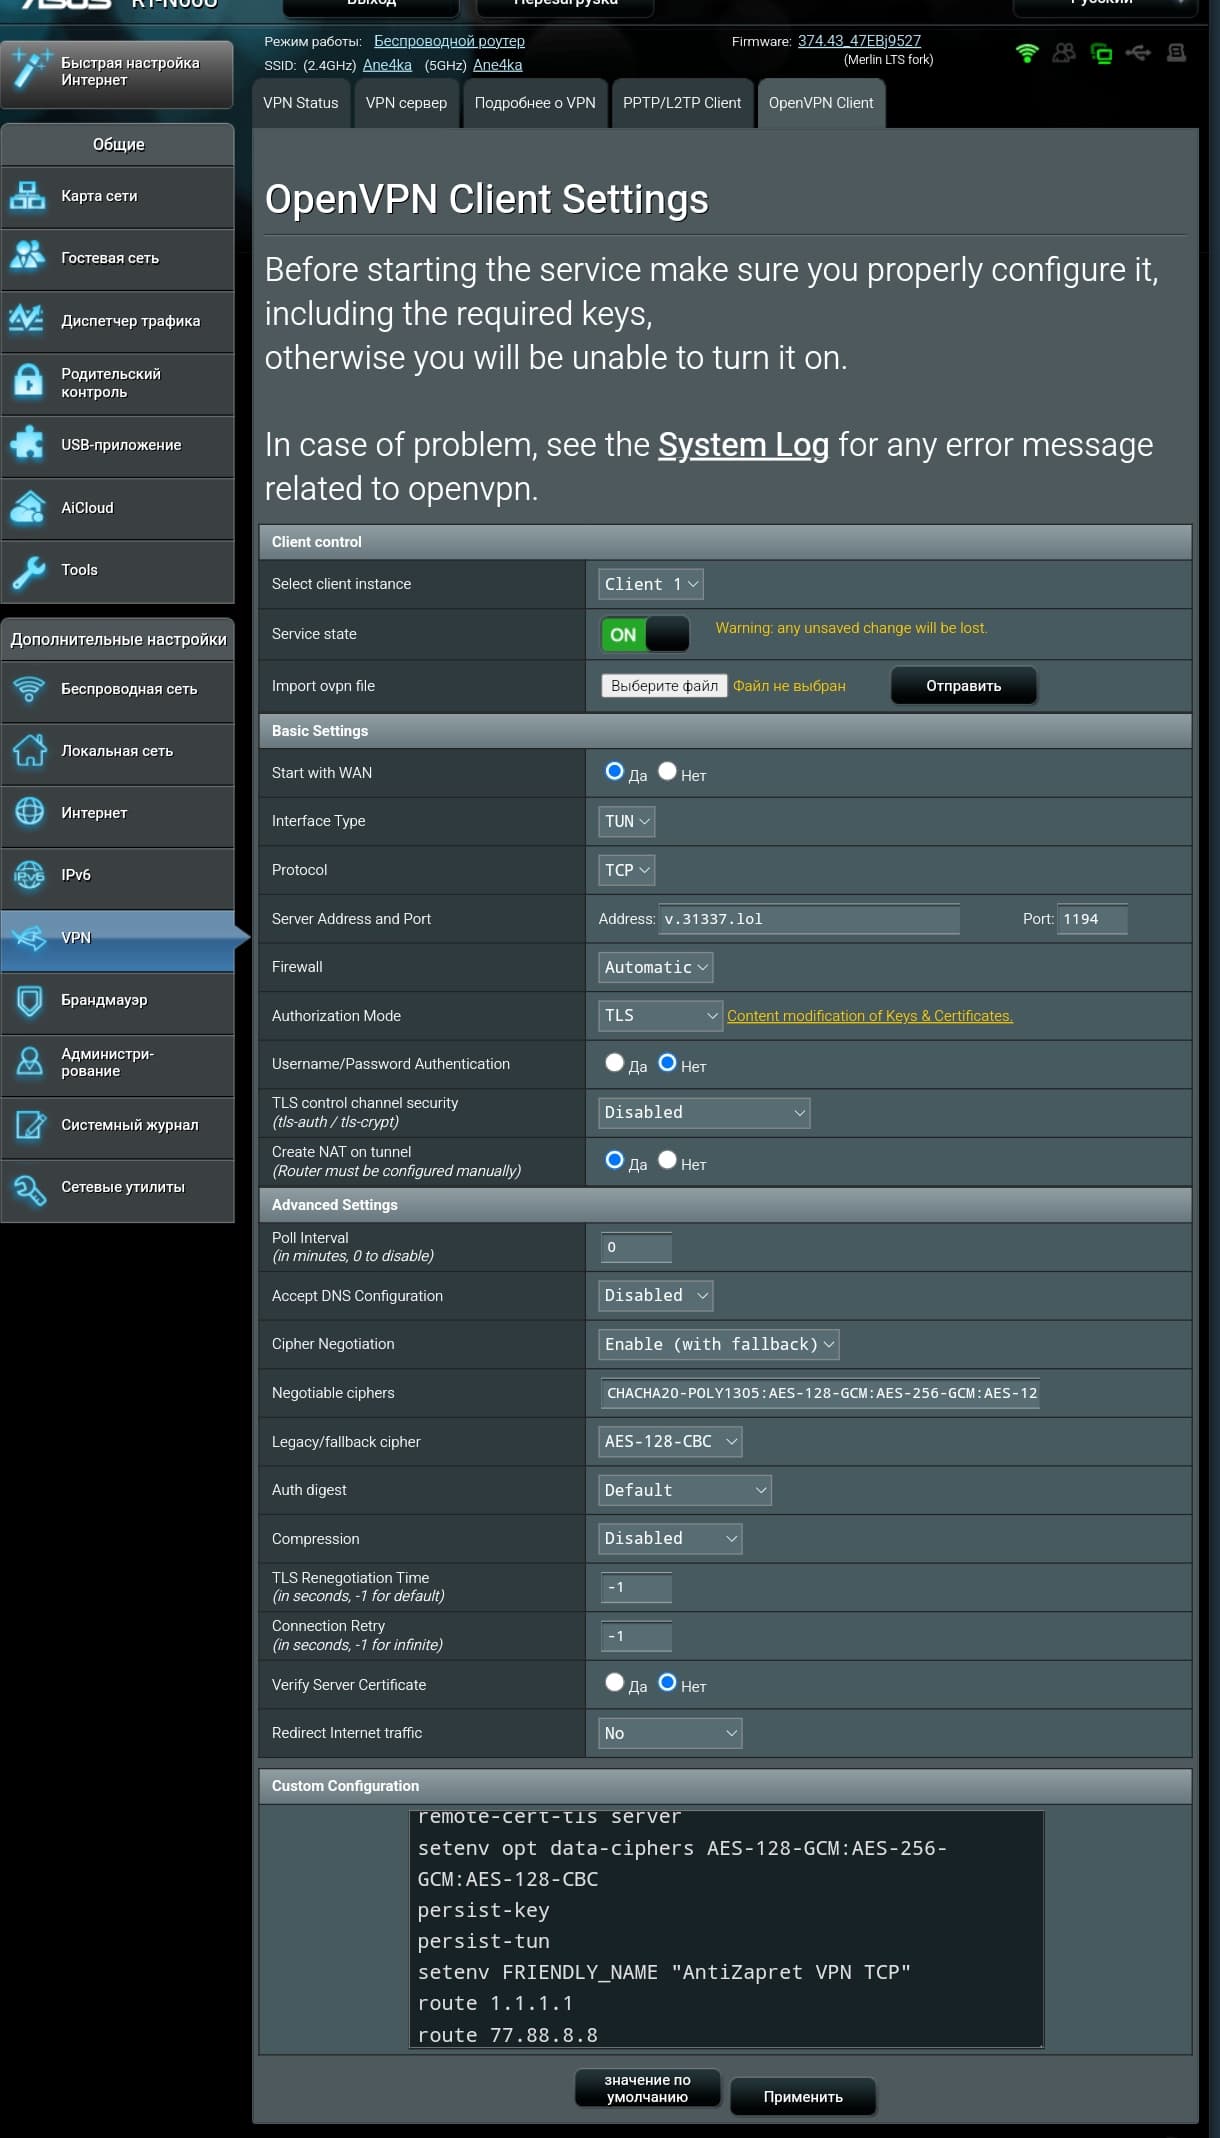 ASUS RT-N66U
Выход
Перезагрузка
Русский
Режим работы: Беспроводной роутер
Firmware: 374.43_47EBj9527
(Merlin LTS fork)
SSID: (2.4GHz) Ane4ka (5GHz) Ane4ka
Быстрая настройка
Интернет
VPN Status
VPN сервер
Подробнее о VPN
PPTP/L2TP Client
OpenVPN Client
Общие
Карта сети
Гостевая сеть
Диспетчер трафика
Родительский
контроль
USB-приложение
AiCloud
Tools
Дополнительные настройки
Беспроводная сеть
Локальная сеть
Интернет
IPv6
IPv6
VPN
Брандмауэр
Администри-
рование
Системный журнал
Сетевые утилиты
OpenVPN Client Settings
Before starting the service make sure you properly configure it,
including the required keys,
otherwise you will be unable to turn it on.
In case of problem, see the System Log for any error message
related to openvpn.
Client control
Select client instance Client 1
Service state ON Warning: any unsaved change will be lost.
Import ovpn file Выберите файл Файл не выбран Отправить
Basic Settings
Start with WAN Да Нет
Interface Type TUN
Protocol TCP
Server Address and Port Address: v.31337.lol Port: 1194
Firewall Automatic
Authorization Mode TLS Content modification of Keys & Certificates.
Username/Password Authentication Да Нет
TLS control channel security
(tls-auth / tls-crypt)
Disabled
Create NAT on tunnel
(Router must be configured manually)
Да Нет
Advanced Settings
Poll Interval
(in minutes, 0 to disable)
0
Accept DNS Configuration Disabled
Cipher Negotiation Enable (with fallback)
Negotiable ciphers CHACHA20-POLY1305:AES-128-GCM:AES-256-GCM:AES-12
Legacy/fallback cipher AES-128-CBC
Auth digest Default
Compression Disabled
TLS Renegotiation Time
(in seconds, -1 for default)
-1
Connection Retry
(in seconds, -1 for infinite)
-1
Verify Server Certificate Да Нет
Redirect Internet traffic No
Custom Configuration
remote-cert-tls server
setenv opt data-ciphers AES-128-GCM:AES-256-
GCM:AES-128-CBC
persist-key
persist-tun
setenv FRIENDLY_NAME "AntiZapret VPN TCP"
route 1.1.1.1
route 77.88.8.8
значение по
умолчанию
Применить